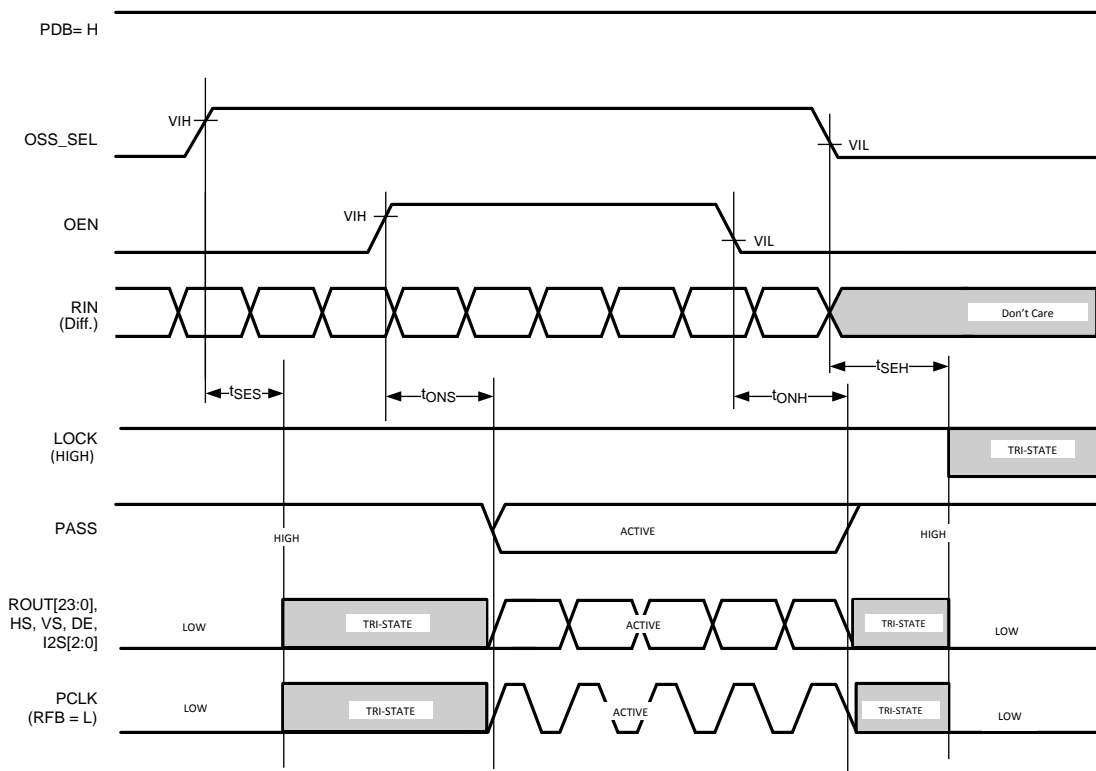 PDB= H
VIH
OSS_SEL
VIL
VIH
OEN
VIL
RIN
(Diff.)
Don't Care
tSES
tONS
tONH
tSEH
LOCK
(HIGH)
TRI-STATE
PASS
HIGH
ACTIVE
HIGH
ROUT[23:0],
HS, VS, DE,
I2S[2:0]
LOW
TRI-STATE
ACTIVE
TRI-STATE
LOW
PCLK
(RFB = L)
LOW
TRI-STATE
ACTIVE
TRI-STATE
LOW